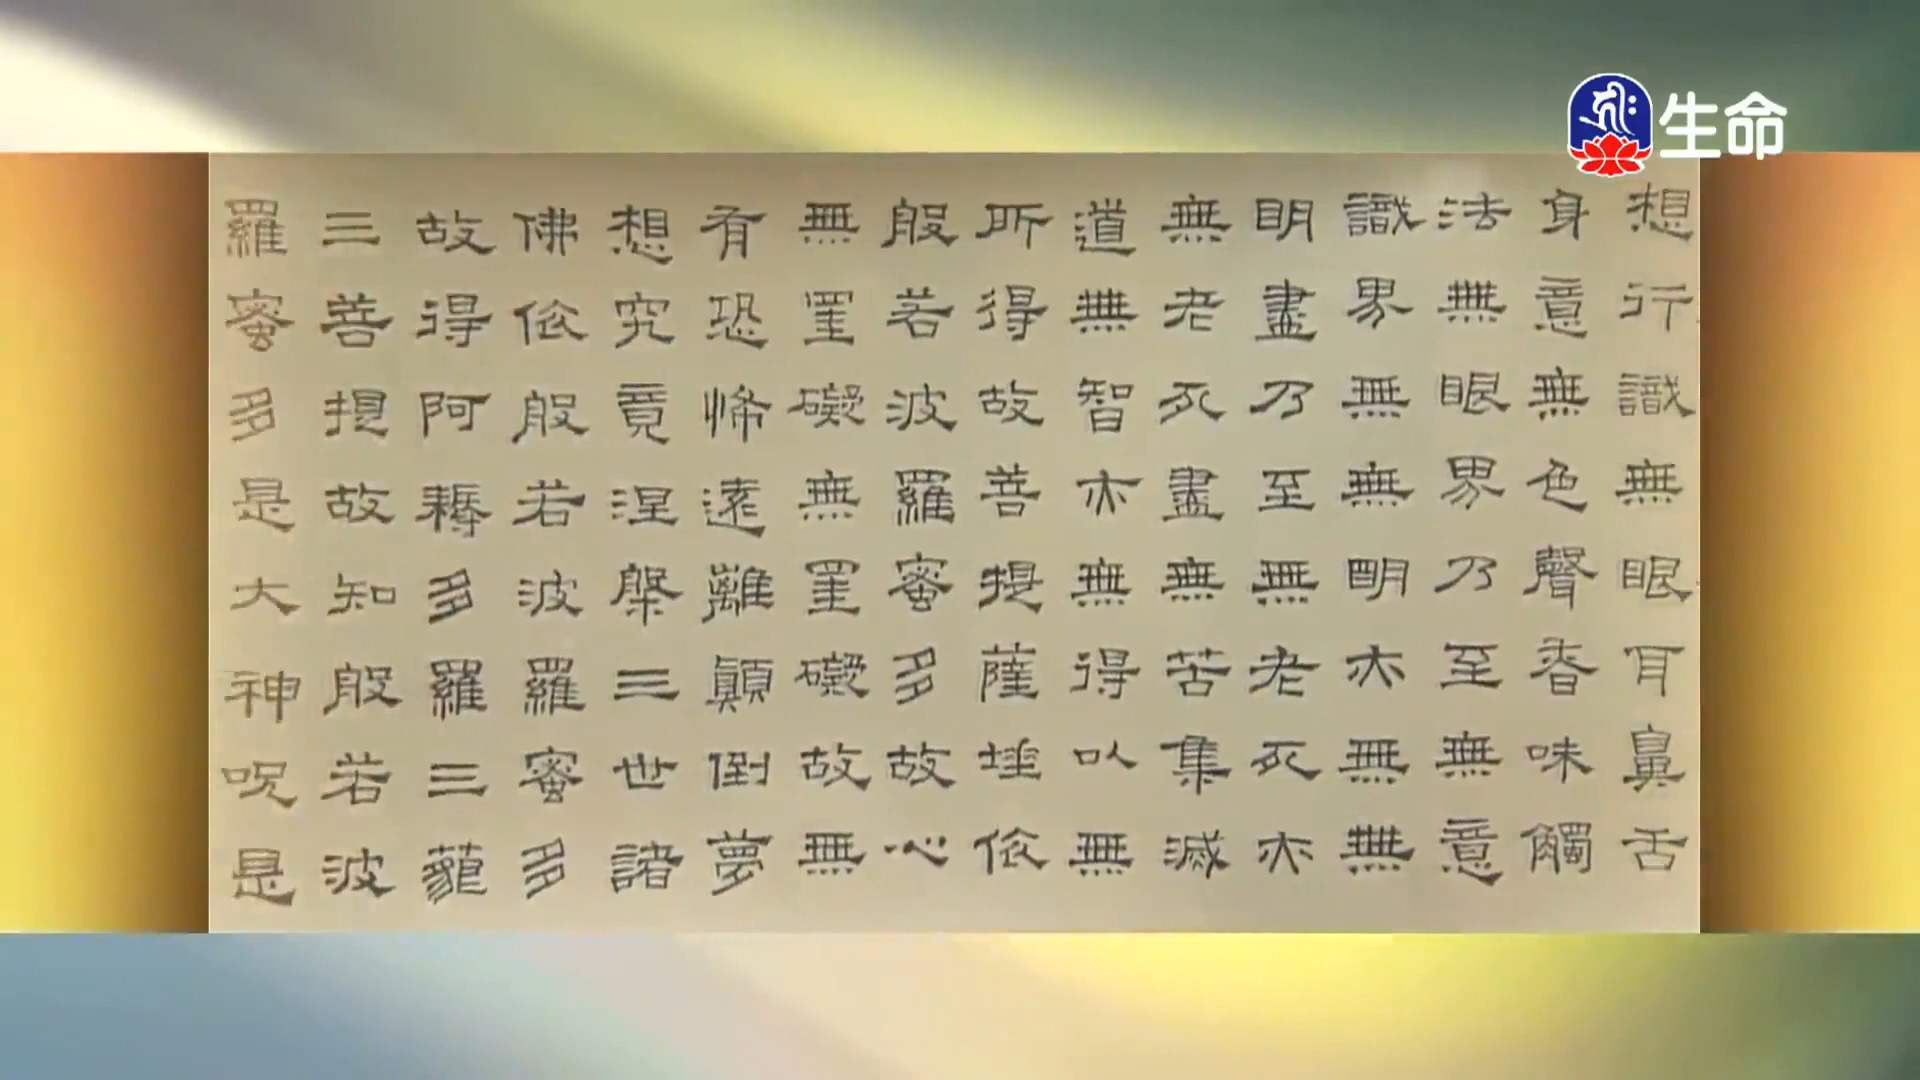 生命
想行識無眼耳鼻舌
身意無色聲香味觸
法無眼界乃至無意
識界無無明亦無無
明盡乃至無老死亦
無老死盡無苦集滅
道無智亦無得以無
所得故菩提薩埵依
般若波羅蜜多故心
無罣礙無罣礙故無
有恐怖遠離顛倒夢
想究竟涅槃三世諸
佛依般若波羅蜜多
故得阿耨多羅三藐
三菩提故知般若波
羅蜜多是大神呪是